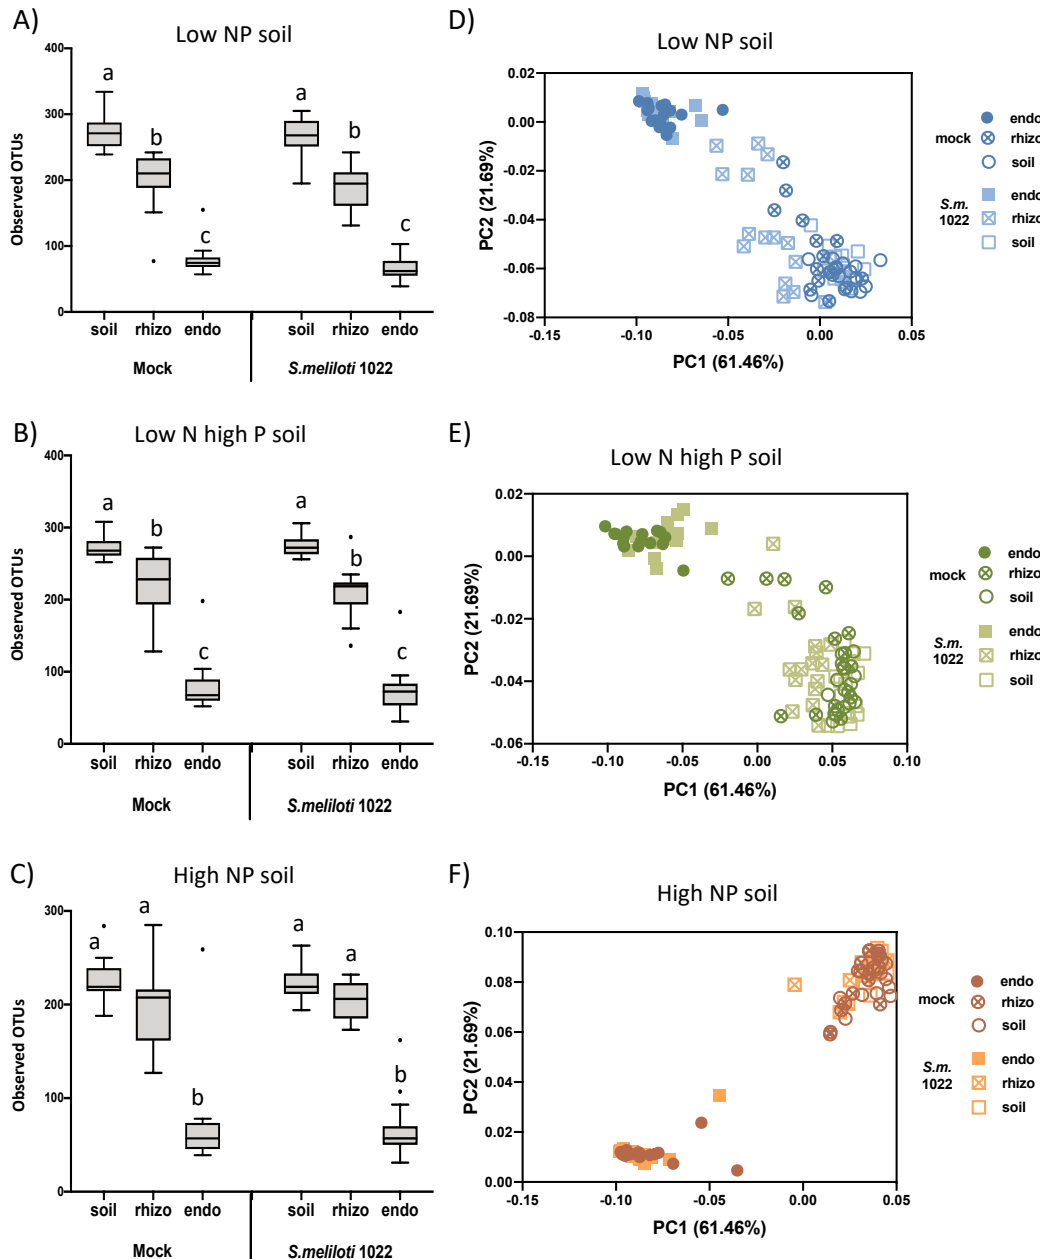 A)
Low NP soil
400
300
200
100
0
Observed OTUs
a
b
c
a
b
c
soil rhizo endo soil rhizo endo
Mock S.meliloti 1022
D)
Low NP soil
0.02
0.00
-0.02
-0.04
-0.06
-0.08
PC2 (21.69%)
-0.15 -0.10 -0.05 0.00 0.05
PC1 (61.46%)
endo
mock rhizo
soil
endo
S.m.
1022 rhizo
soil
B)
Low N high P soil
400
300
200
100
0
Observed OTUs
a
b
c
a
b
c
soil rhizo endo soil rhizo endo
Mock S.meliloti 1022
E)
Low N high P soil
0.02
0.00
-0.02
-0.04
-0.06
PC2 (21.69%)
-0.15 -0.10 -0.05 0.00 0.05 0.10
PC1 (61.46%)
endo
mock rhizo
soil
endo
S.m.
1022 rhizo
soil
C)
High NP soil
300
200
100
0
Observed OTUs
a
a
b
a
a
b
soil rhizo endo soil rhizo endo
Mock S.meliloti 1022
F)
High NP soil
0.10
0.08
0.06
0.04
0.02
0.00
PC2 (21.69%)
-0.15 -0.10 -0.05 0.00 0.05
PC1 (61.46%)
endo
mock rhizo
soil
endo
S.m.
1022 rhizo
soil